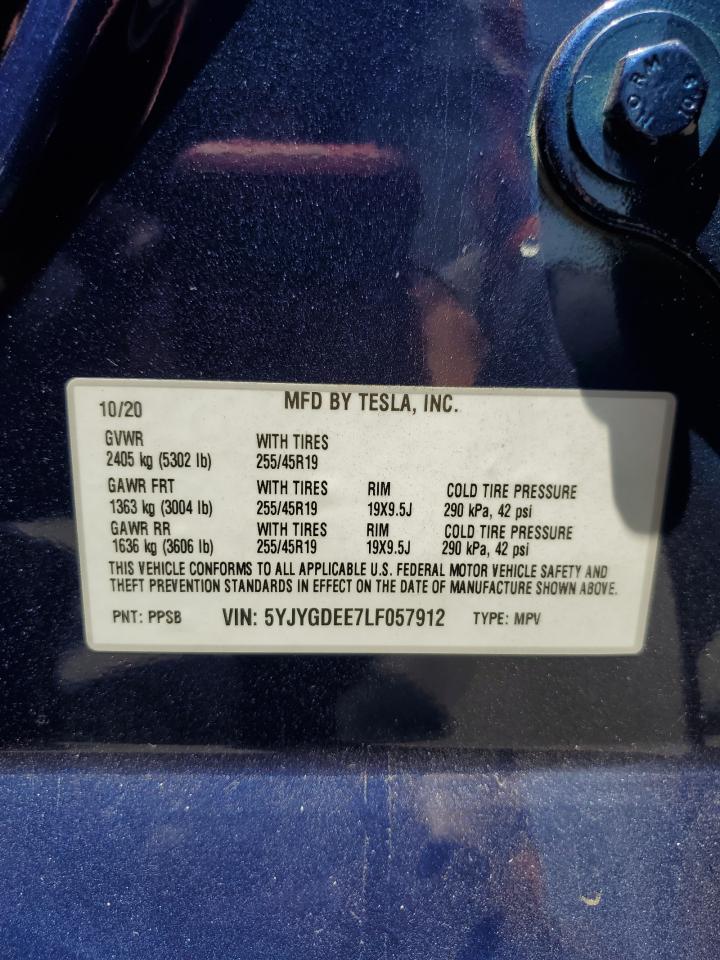 10/20 MFD BY TESLA, INC.
GVWR WITH TIRES
2405 kg (5302 lb) 255/45R19
GAWR FRT WITH TIRES RIM COLD TIRE PRESSURE
1363 kg (3004 lb) 255/45R19 19X9.5J 290 kPa, 42 psi
GAWR RR WITH TIRES RIM COLD TIRE PRESSURE
1636 kg (3606 lb) 255/45R19 19X9.5J 290 kPa, 42 psi
THIS VEHICLE CONFORMS TO ALL APPLICABLE U.S. FEDERAL MOTOR VEHICLE SAFETY AND
THEFT PREVENTION STANDARDS IN EFFECT ON THE DATE OF MANUFACTURE SHOWN ABOVE.
PNT: PPSB VIN: 5YJYGDEE7LF057912 TYPE: MPV